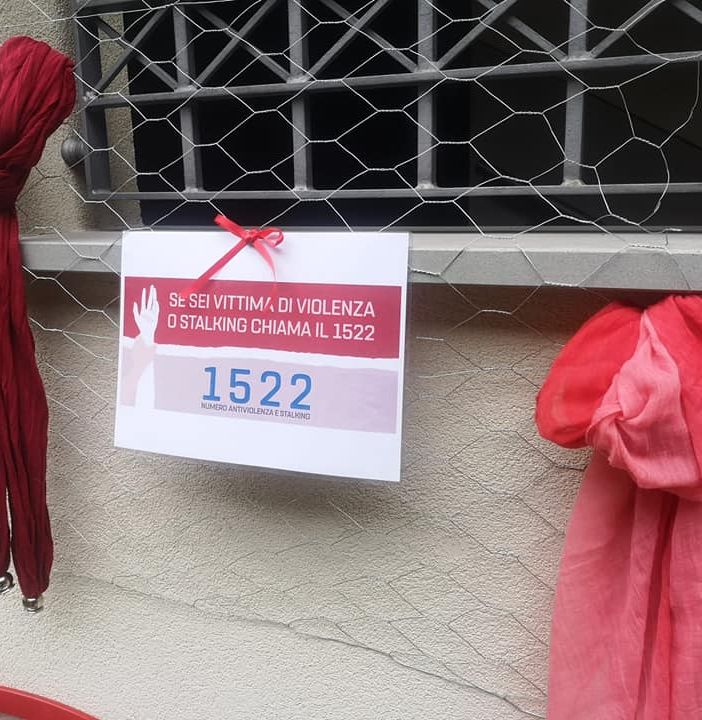 SE SEI VITTIMA DI VIOLENZA
O STALKING CHIAMA IL 1522
1522
NUMERO ANTIVIOLENZA E STALKING